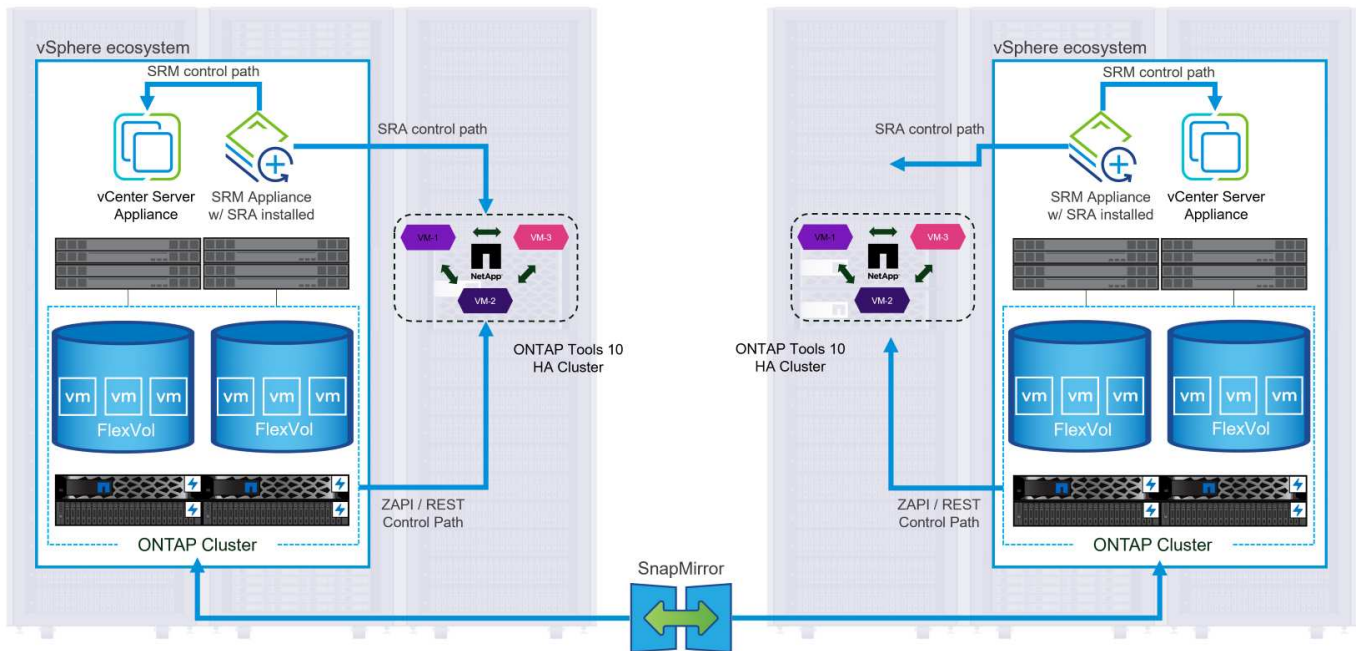 vSphere ecosystem
SRM control path
vCenter Server
Appliance
SRM Appliance
w/ SRA installed
SRA control path
VM-1
VM-3
NetApp
VM-2
ONTAP Tools 10
HA Cluster
vm vm vm
FlexVol
vm vm vm
FlexVol
ZAPI / REST
Control Path
ONTAP Cluster
SnapMirror
vSphere ecosystem
SRM control path
SRA control path
SRM Appliance
w/ SRA installed
vCenter Server
Appliance
VM-1
VM-3
NetApp
VM-2
ONTAP Tools 10
HA Cluster
vm vm vm
FlexVol
vm vm vm
FlexVol
ZAPI / REST
Control Path
ONTAP Cluster